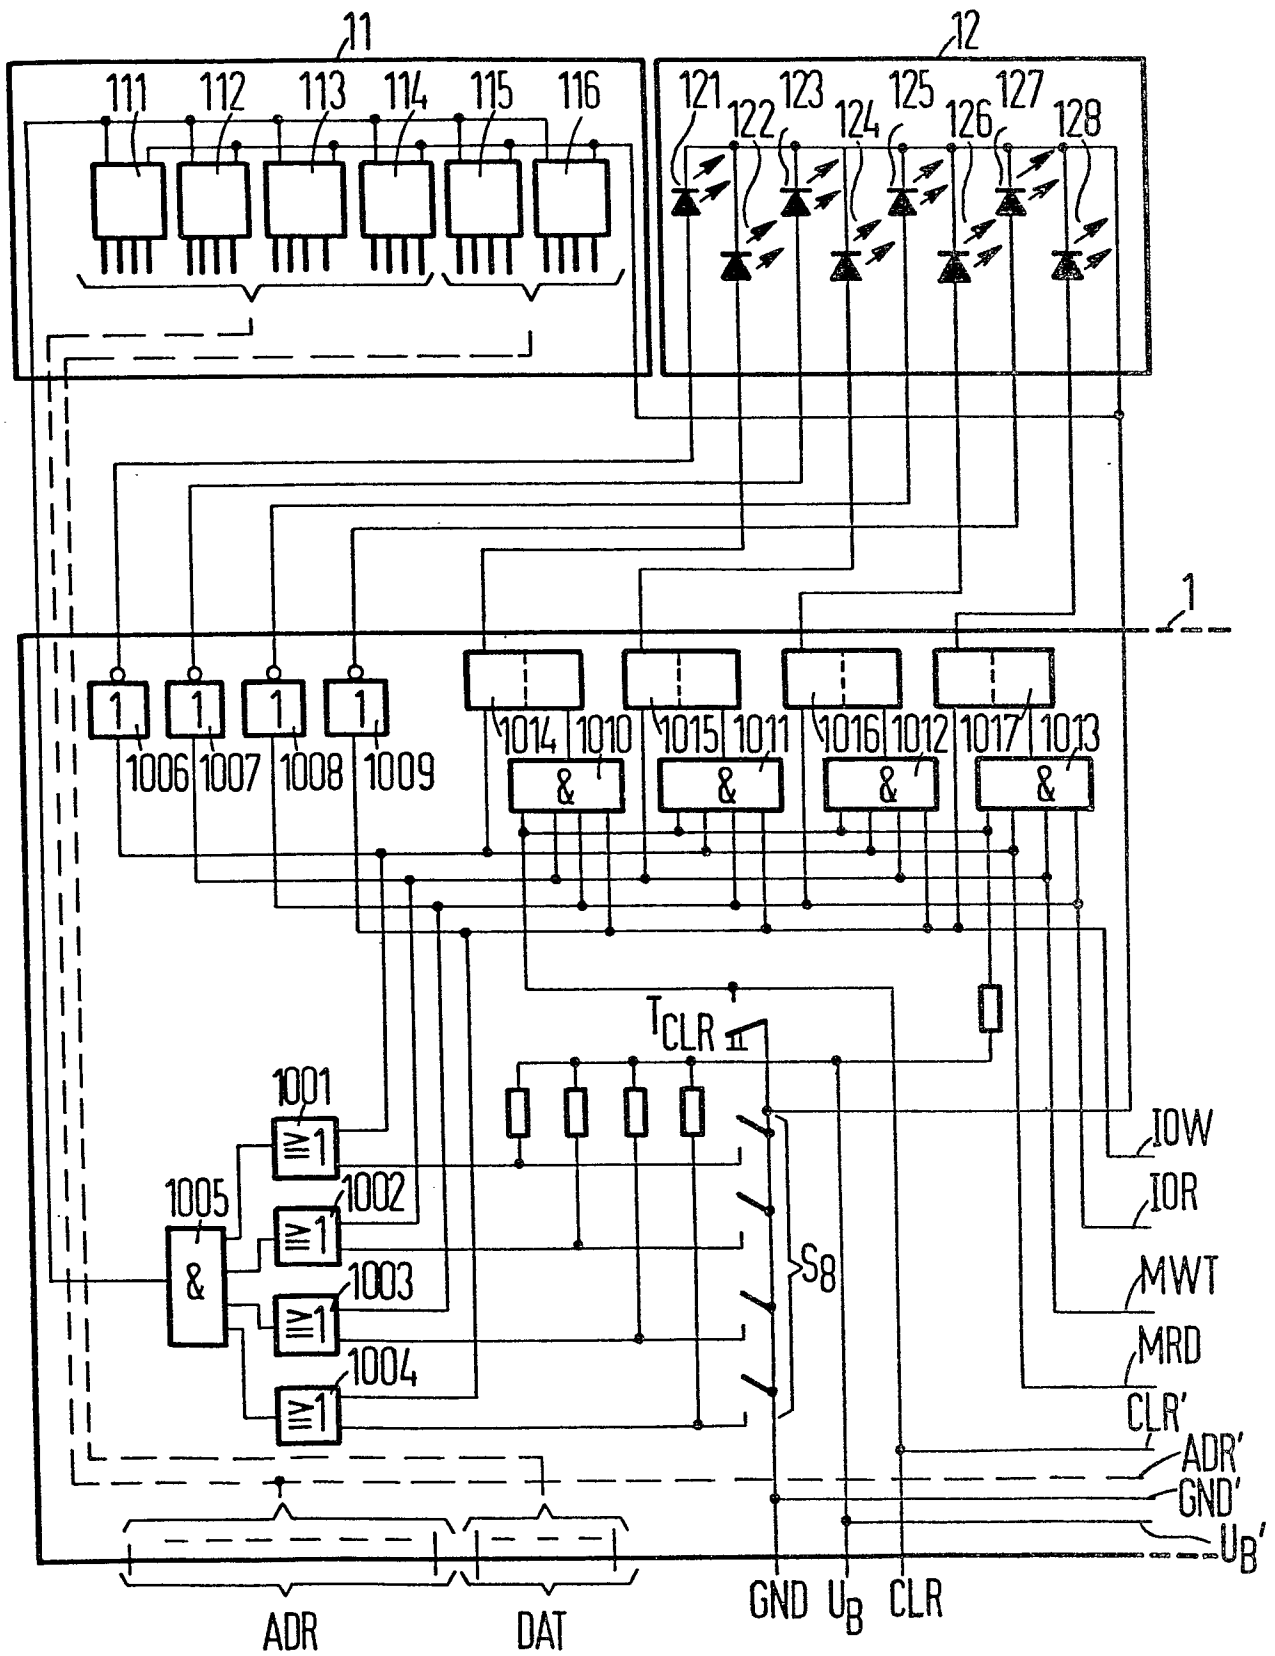 11
12
111 112 113 114 115 116
121 123 125 127
122 124 126 128
1
1 1 1 1
1006 1007 1008 1009
1014 1010 1015 1011 1016 1012 1017 1013
& & & &
TCLR
1001
≥1
IOW
1005
1002
≥1
IOR
&
S8
1003
≥1
MWT
1004
≥1
MRD
CLR'
ADR'
GND'
UB'
GND UB CLR
ADR DAT